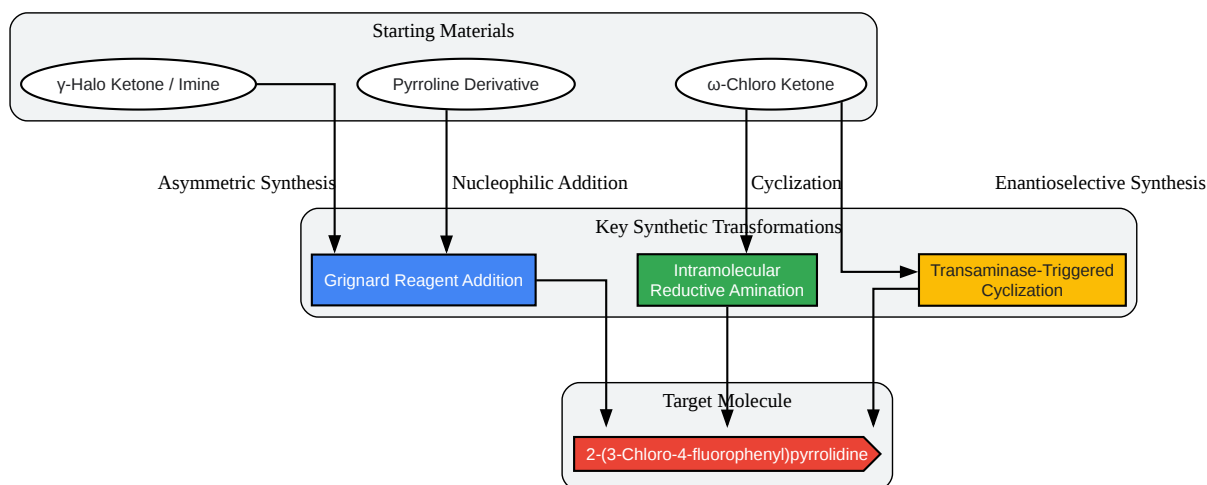 Starting Materials
γ-Halo Ketone / Imine
Pyrroline Derivative
ω-Chloro Ketone
Asymmetric Synthesis
Nucleophilic Addition
Cyclization
Enantioselective Synthesis
Key Synthetic Transformations
Grignard Reagent Addition
Intramolecular
Reductive Amination
Transaminase-Triggered
Cyclization
Target Molecule
2-(3-Chloro-4-fluorophenyl)pyrrolidine